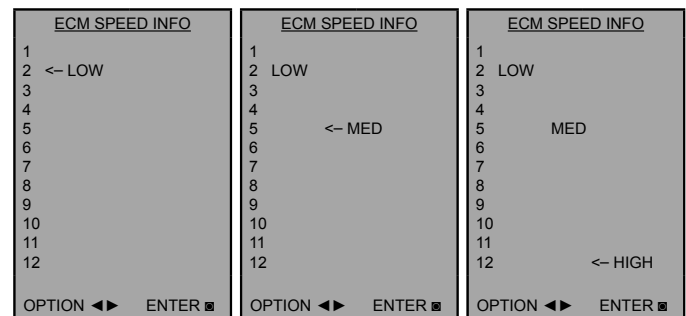 ECM SPEED INFO
1
2 <– LOW
3
4
5
6
7
8
9
10
11
12
OPTION ◄► ENTER ◙
ECM SPEED INFO
1
2 LOW
3
4
5 <– MED
6
7
8
9
10
11
12
OPTION ◄► ENTER ◙
ECM SPEED INFO
1
2 LOW
3
4
5 MED
6
7
8
9
10
11
12 <– HIGH
OPTION ◄► ENTER ◙